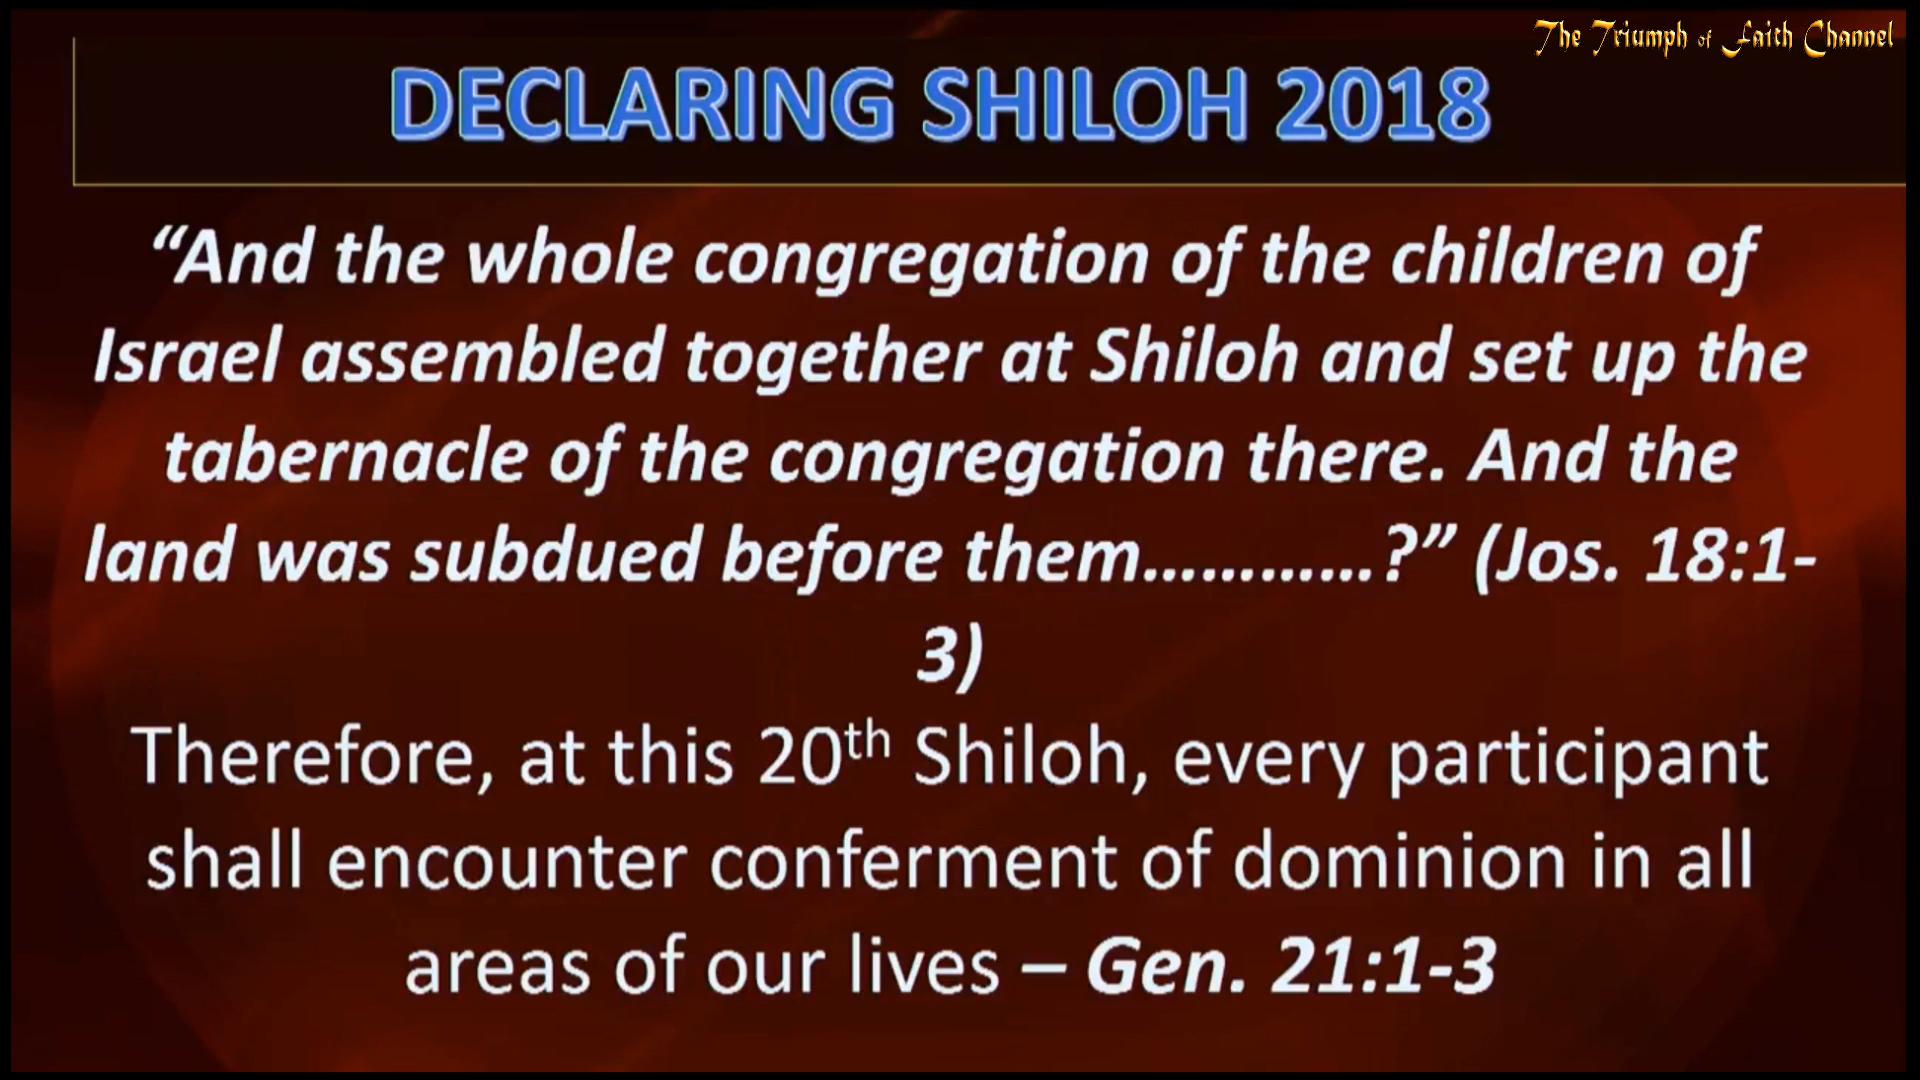 The Triumph of Faith Channel
DECLARING SHILOH 2018
“And the whole congregation of the children of
Israel assembled together at Shiloh and set up the
tabernacle of the congregation there. And the
land was subdued before them…………?” (Jos. 18:1-
3)
Therefore, at this 20th Shiloh, every participant
shall encounter conferment of dominion in all
areas of our lives – Gen. 21:1-3